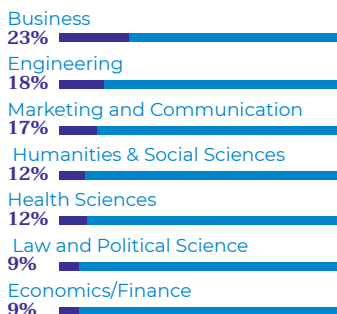 Business
23%
Engineering
18%
Marketing and Communication
17%
Humanities & Social Sciences
12%
Health Sciences
12%
Law and Political Science
9%
Economics/Finance
9%